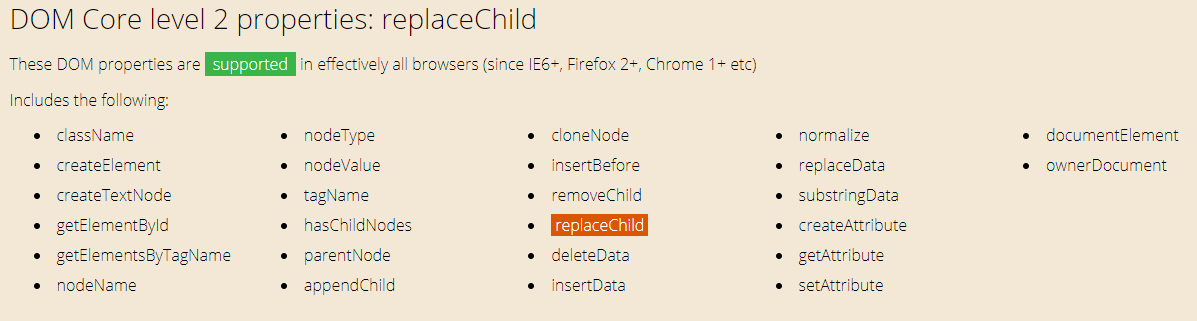 DOM Core level 2 properties: replaceChild
These DOM properties are supported in effectively all browsers (since IE6+, Firefox 2+, Chrome 1+ etc)
Includes the following:
className
createElement
createTextNode
getElementById
getElementsByTagName
nodeName
nodeType
nodeValue
tagName
hasChildNodes
parentNode
appendChild
cloneNode
insertBefore
removeChild
replaceChild
deleteData
insertData
normalize
replaceData
substringData
createAttribute
getAttribute
setAttribute
documentElement
ownerDocument